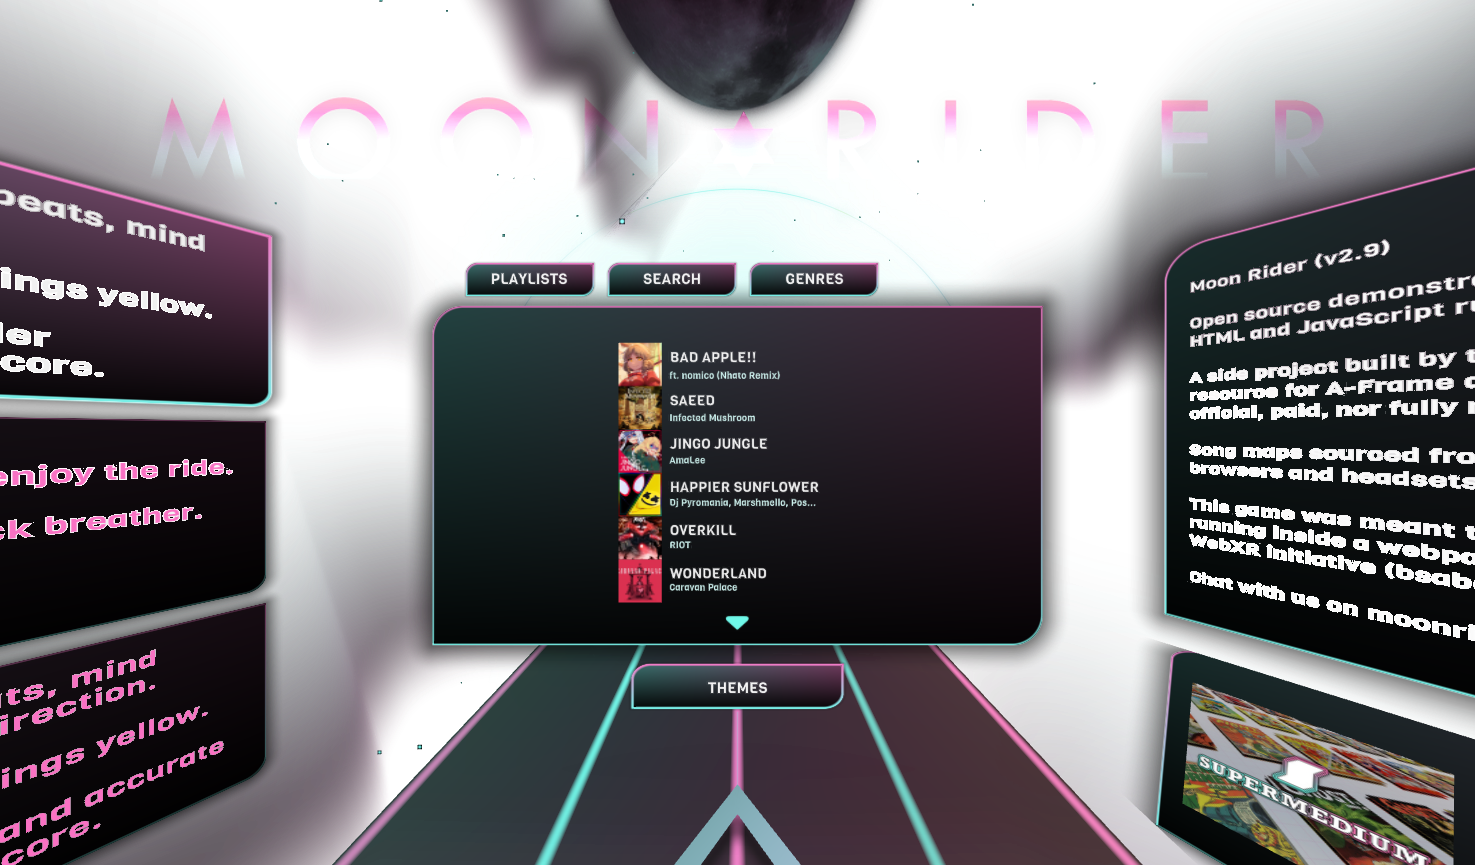 MOON RIDER
beats, mind
ings yellow.
der
core.
enjoy the ride.
ck breather.
ts, mind
irection.
ings yellow.
and accurate
core.
PLAYLISTS
SEARCH
GENRES
BAD APPLE!!
ft. nomico (Nhato Remix)
SAEED
Infected Mushroom
JINGO JUNGLE
AmaLee
HAPPIER SUNFLOWER
Dj Pyromania, Marshmello, Pos...
OVERKILL
RIOT
WONDERLAND
Caravan Palace
THEMES
Moon Rider (v2.9)
Open source demonstr
HTML and JavaScript ru
A side project built by t
resource for A-Frame
official, paid, nor fully
Song maps sourced fro
browsers and headsets
This game was meant t
running inside a webpa
WebXR initiative (bsab
Chat with us on moonri
SUPERMEDIUM